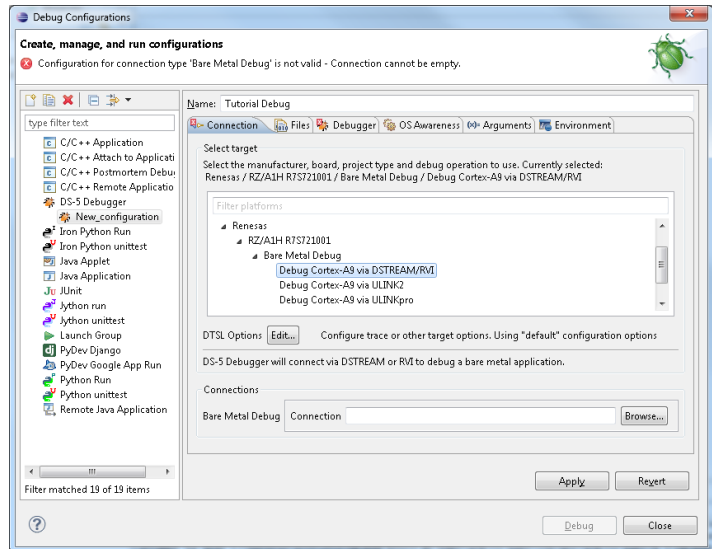 Debug Configurations
Create, manage, and run configurations
Configuration for connection type 'Bare Metal Debug' is not valid - Connection cannot be empty.
type filter text
C/C++ Application
C/C++ Attach to Applicati
C/C++ Postmortem Debug
C/C++ Remote Applicatio
DS-5 Debugger
New_configuration
Iron Python Run
Iron Python unittest
Java Applet
Java Application
Ju JUnit
Jython run
Jython unittest
Launch Group
dj PyDev Django
PyDev Google App Run
Python Run
Python unittest
Remote Java Application
Filter matched 19 of 19 items
Name: Tutorial Debug
Connection Files Debugger OS Awareness Arguments Environment
Select target
Select the manufacturer, board, project type and debug operation to use. Currently selected:
Renesas / RZ/A1H R7S721001 / Bare Metal Debug / Debug Cortex-A9 via DSTREAM/RVI
Filter platforms
Renesas
RZ/A1H R7S721001
Bare Metal Debug
Debug Cortex-A9 via DSTREAM/RVI
Debug Cortex-A9 via ULINK2
Debug Cortex-A9 via ULINKpro
DTSL Options Edit... Configure trace or other target options. Using "default" configuration options
DS-5 Debugger will connect via DSTREAM or RVI to debug a bare metal application.
Connections
Bare Metal Debug Connection Browse...
Apply Revert
Debug Close